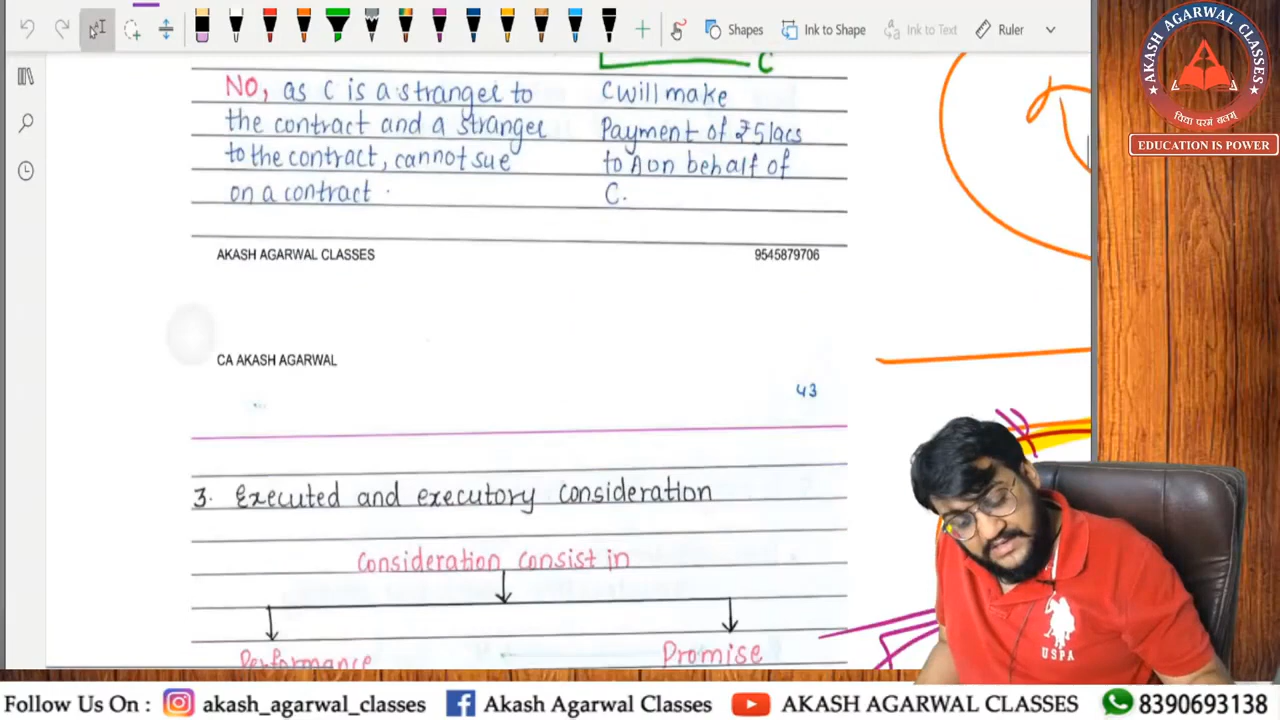 Shapes
Ink to Shape
Ink to Text
Ruler
AKASH AGARWAL CLASSES
विद्या परम् बलम्
EDUCATION IS POWER
C
NO, as C is a stranger to
the contract and a stranger
to the contract, cannot sue
on a contract.
C will make
Payment of ₹5 lacs
to A on behalf of
C.
AKASH AGARWAL CLASSES
9545879706
CA AKASH AGARWAL
43
3. Executed and executory consideration
Consideration consist in
Performance
Promise
USPA
Follow Us On :
akash_agarwal_classes
Akash Agarwal Classes
AKASH AGARWAL CLASSES
8390693138